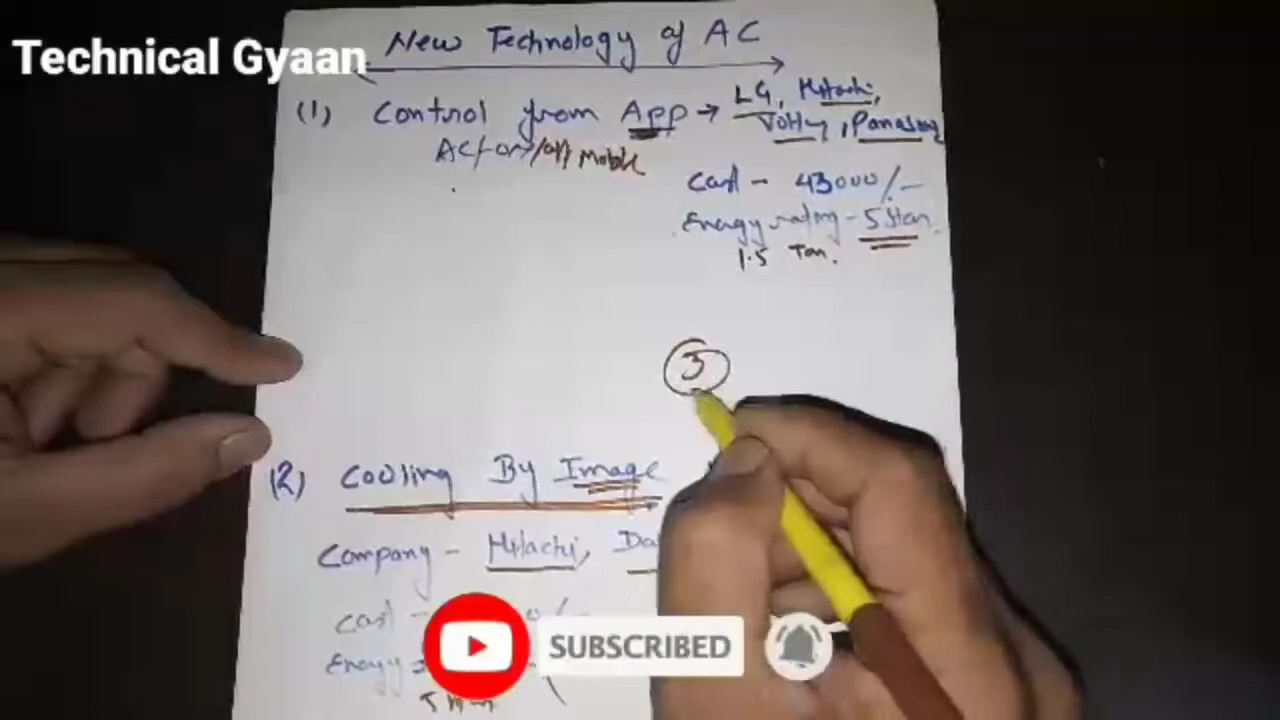 Technical Gyaan
New Technology of AC
(1) Control from App → LG, Hitachi,
Voltas, Panasonic
AC on/off Mobile
Cost - 43000/-
Energy rating - 5 Star.
1.5 Ton.
3
(2) Cooling By Image
Company - Hitachi, Da
Cost -
Energy
SUBSCRIBED